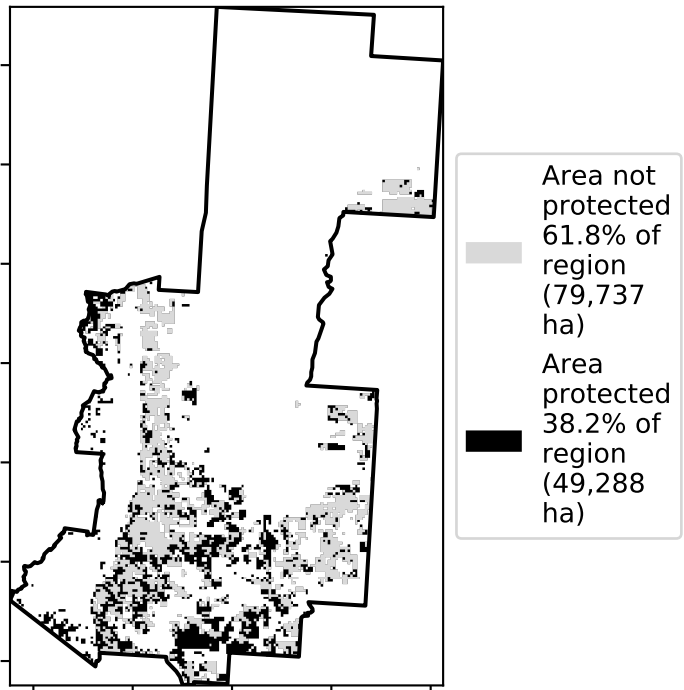 Area not
protected
61.8% of
region
(79,737
ha)
Area
protected
38.2% of
region
(49,288
ha)